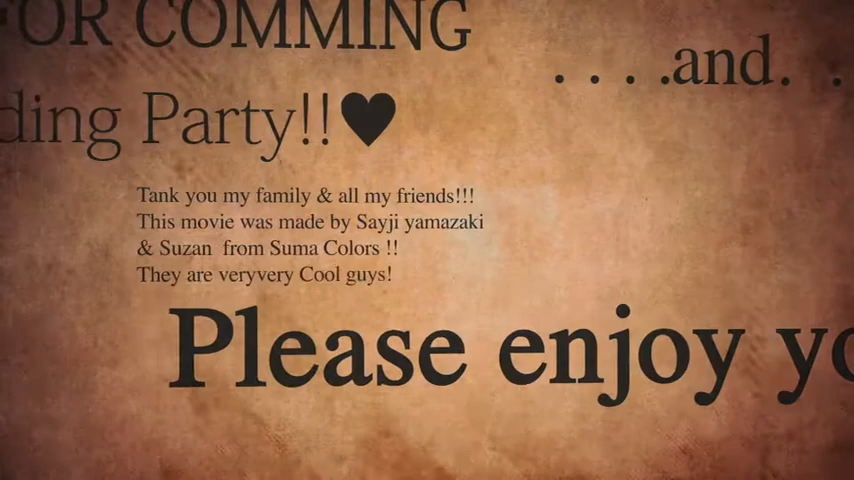 FOR COMMING
. . . .and. .
ding Party!!♥
Tank you my family & all my friends!!!
This movie was made by Sayji yamazaki
& Suzan from Suma Colors !!
They are veryvery Cool guys!
Please enjoy yo